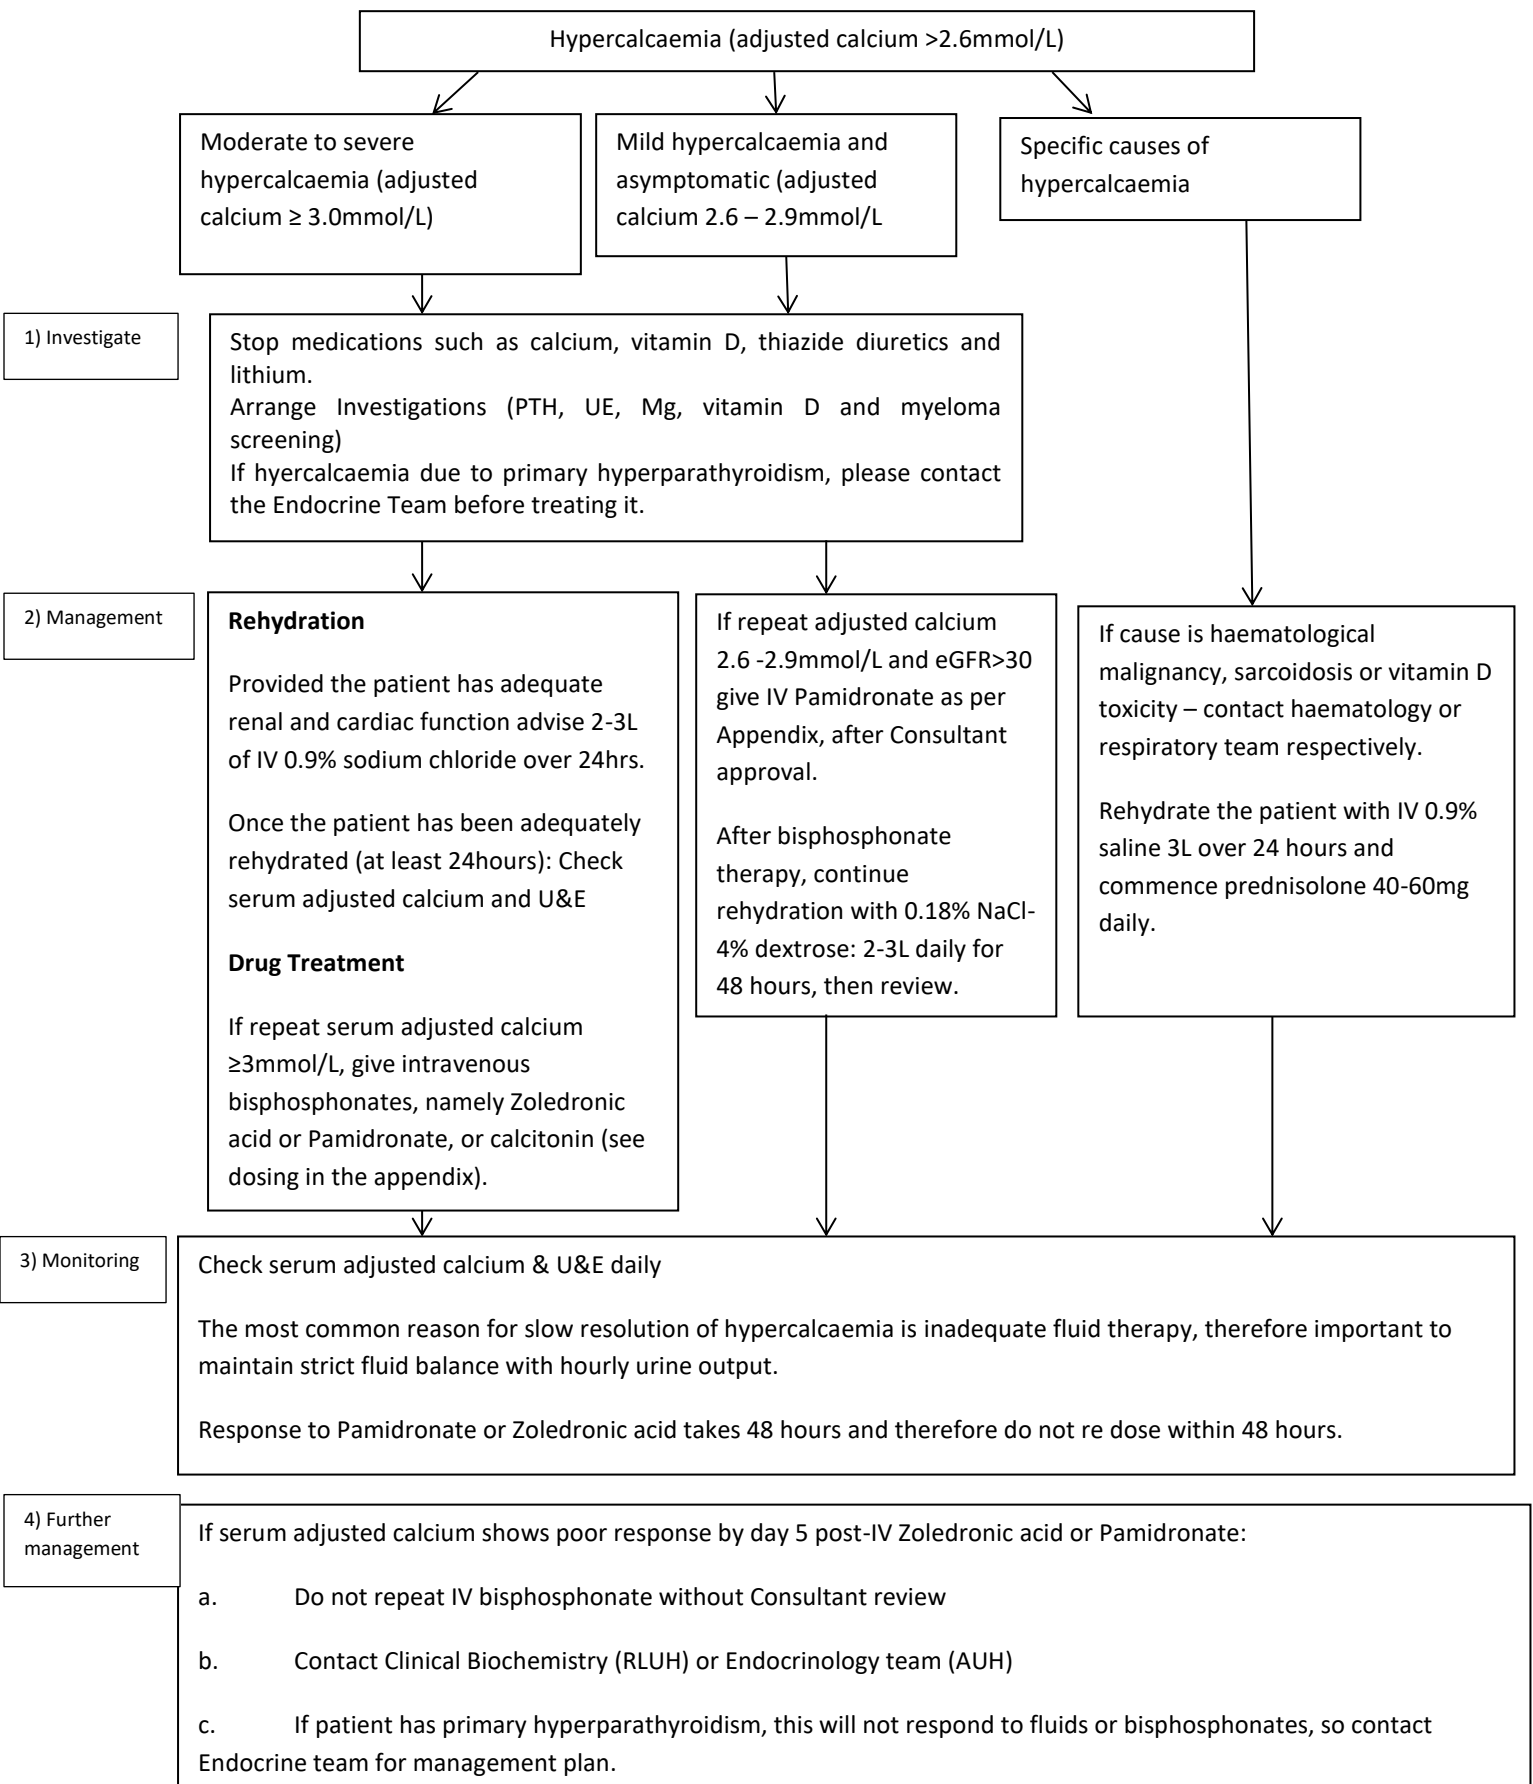 Hypercalcaemia (adjusted calcium >2.6mmol/L)
Moderate to severe
hypercalcaemia (adjusted
calcium ≥ 3.0mmol/L)
Mild hypercalcaemia and
asymptomatic (adjusted
calcium 2.6 – 2.9mmol/L
Specific causes of
hypercalcaemia
1) Investigate
Stop medications such as calcium, vitamin D, thiazide diuretics and
lithium.
Arrange Investigations (PTH, UE, Mg, vitamin D and myeloma
screening)
If hyercalcaemia due to primary hyperparathyroidism, please contact
the Endocrine Team before treating it.
2) Management
Rehydration
Provided the patient has adequate
renal and cardiac function advise 2-3L
of IV 0.9% sodium chloride over 24hrs.
Once the patient has been adequately
rehydrated (at least 24hours): Check
serum adjusted calcium and U&E
Drug Treatment
If repeat serum adjusted calcium
≥3mmol/L, give intravenous
bisphosphonates, namely Zoledronic
acid or Pamidronate, or calcitonin (see
dosing in the appendix).
If repeat adjusted calcium
2.6 -2.9mmol/L and eGFR>30
give IV Pamidronate as per
Appendix, after Consultant
approval.
After bisphosphonate
therapy, continue
rehydration with 0.18% NaCl-
4% dextrose: 2-3L daily for
48 hours, then review.
If cause is haematological
malignancy, sarcoidosis or vitamin D
toxicity – contact haematology or
respiratory team respectively.
Rehydrate the patient with IV 0.9%
saline 3L over 24 hours and
commence prednisolone 40-60mg
daily.
3) Monitoring
Check serum adjusted calcium & U&E daily
The most common reason for slow resolution of hypercalcaemia is inadequate fluid therapy, therefore important to
maintain strict fluid balance with hourly urine output.
Response to Pamidronate or Zoledronic acid takes 48 hours and therefore do not re dose within 48 hours.
4) Further
management
If serum adjusted calcium shows poor response by day 5 post-IV Zoledronic acid or Pamidronate:
a. Do not repeat IV bisphosphonate without Consultant review
b. Contact Clinical Biochemistry (RLUH) or Endocrinology team (AUH)
c. If patient has primary hyperparathyroidism, this will not respond to fluids or bisphosphonates, so contact
Endocrine team for management plan.